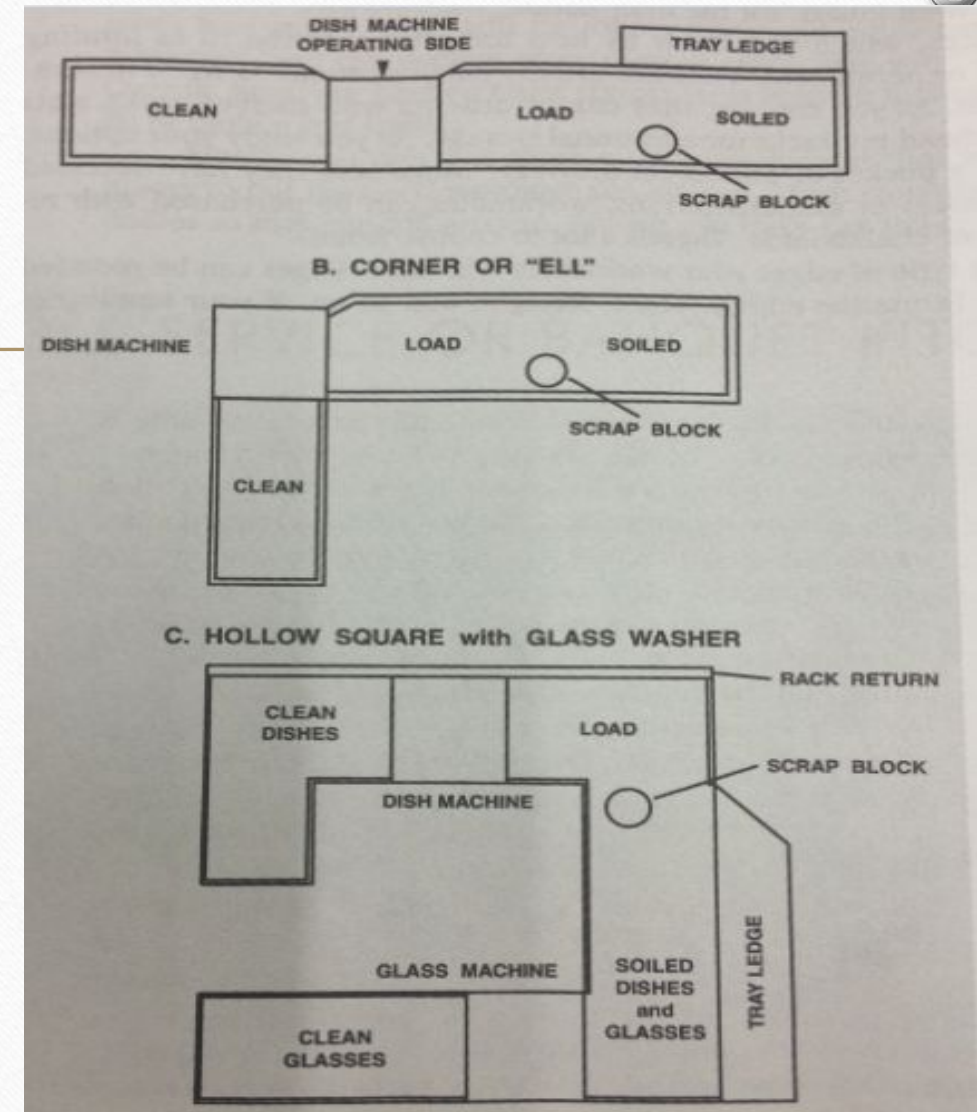 DISH MACHINE
OPERATING SIDE
TRAY LEDGE
CLEAN
LOAD
SOILED
SCRAP BLOCK
B. CORNER OR "ELL"
DISH MACHINE
LOAD
SOILED
SCRAP BLOCK
CLEAN
C. HOLLOW SQUARE with GLASS WASHER
RACK RETURN
CLEAN
DISHES
LOAD
SCRAP BLOCK
DISH MACHINE
GLASS MACHINE
SOILED
DISHES
and
GLASSES
TRAY LEDGE
CLEAN
GLASSES